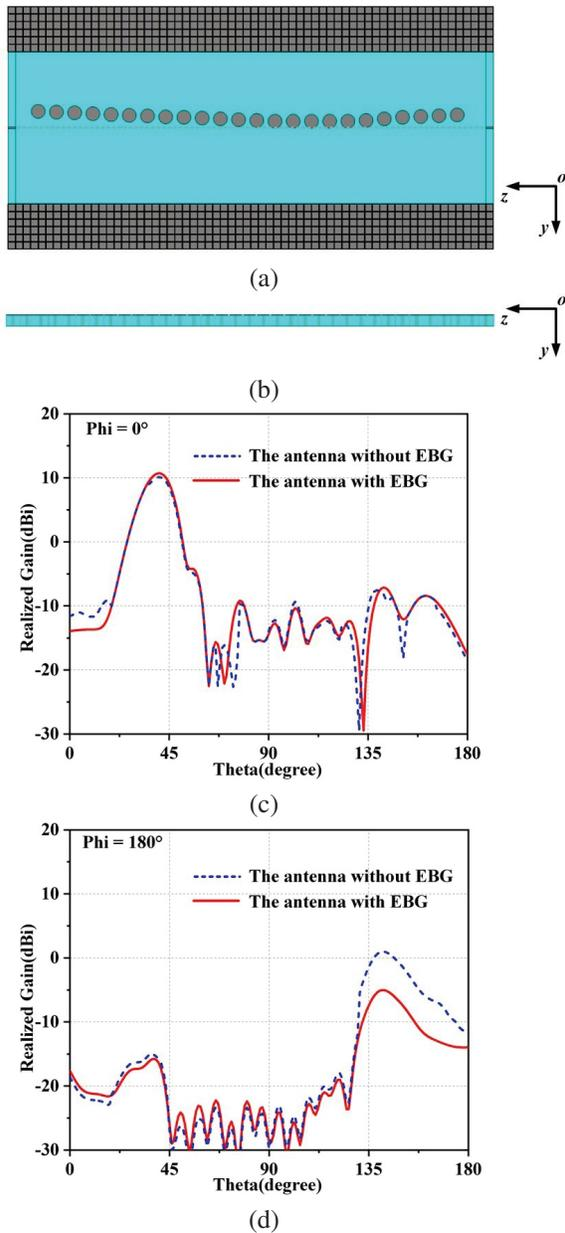 o
z
y
(a)
o
z
y
(b)
20
10
0
-10
-20
-30
Realized Gain(dBi)
Phi = 0°
The antenna without EBG
The antenna with EBG
0 45 90 135 180
Theta(degree)
(c)
20
10
0
-10
-20
-30
Realized Gain(dBi)
Phi = 180°
The antenna without EBG
The antenna with EBG
0 45 90 135 180
Theta(degree)
(d)